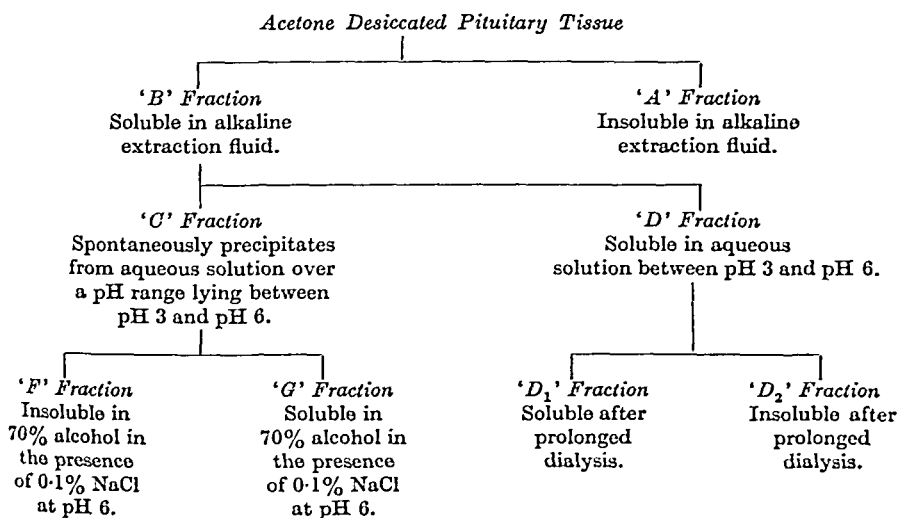 Acetone Desiccated Pituitary Tissue
'B' Fraction
Soluble in alkaline
extraction fluid.
'A' Fraction
Insoluble in alkaline
extraction fluid.
'C' Fraction
Spontaneously precipitates
from aqueous solution over
a pH range lying between
pH 3 and pH 6.
'D' Fraction
Soluble in aqueous
solution between pH 3 and pH 6.
'F' Fraction
Insoluble in
70% alcohol in
the presence
of 0·1% NaCl
at pH 6.
'G' Fraction
Soluble in
70% alcohol in
the presence
of 0·1% NaCl
at pH 6.
'D₁' Fraction
Soluble after
prolonged
dialysis.
'D₂' Fraction
Insoluble after
prolonged
dialysis.